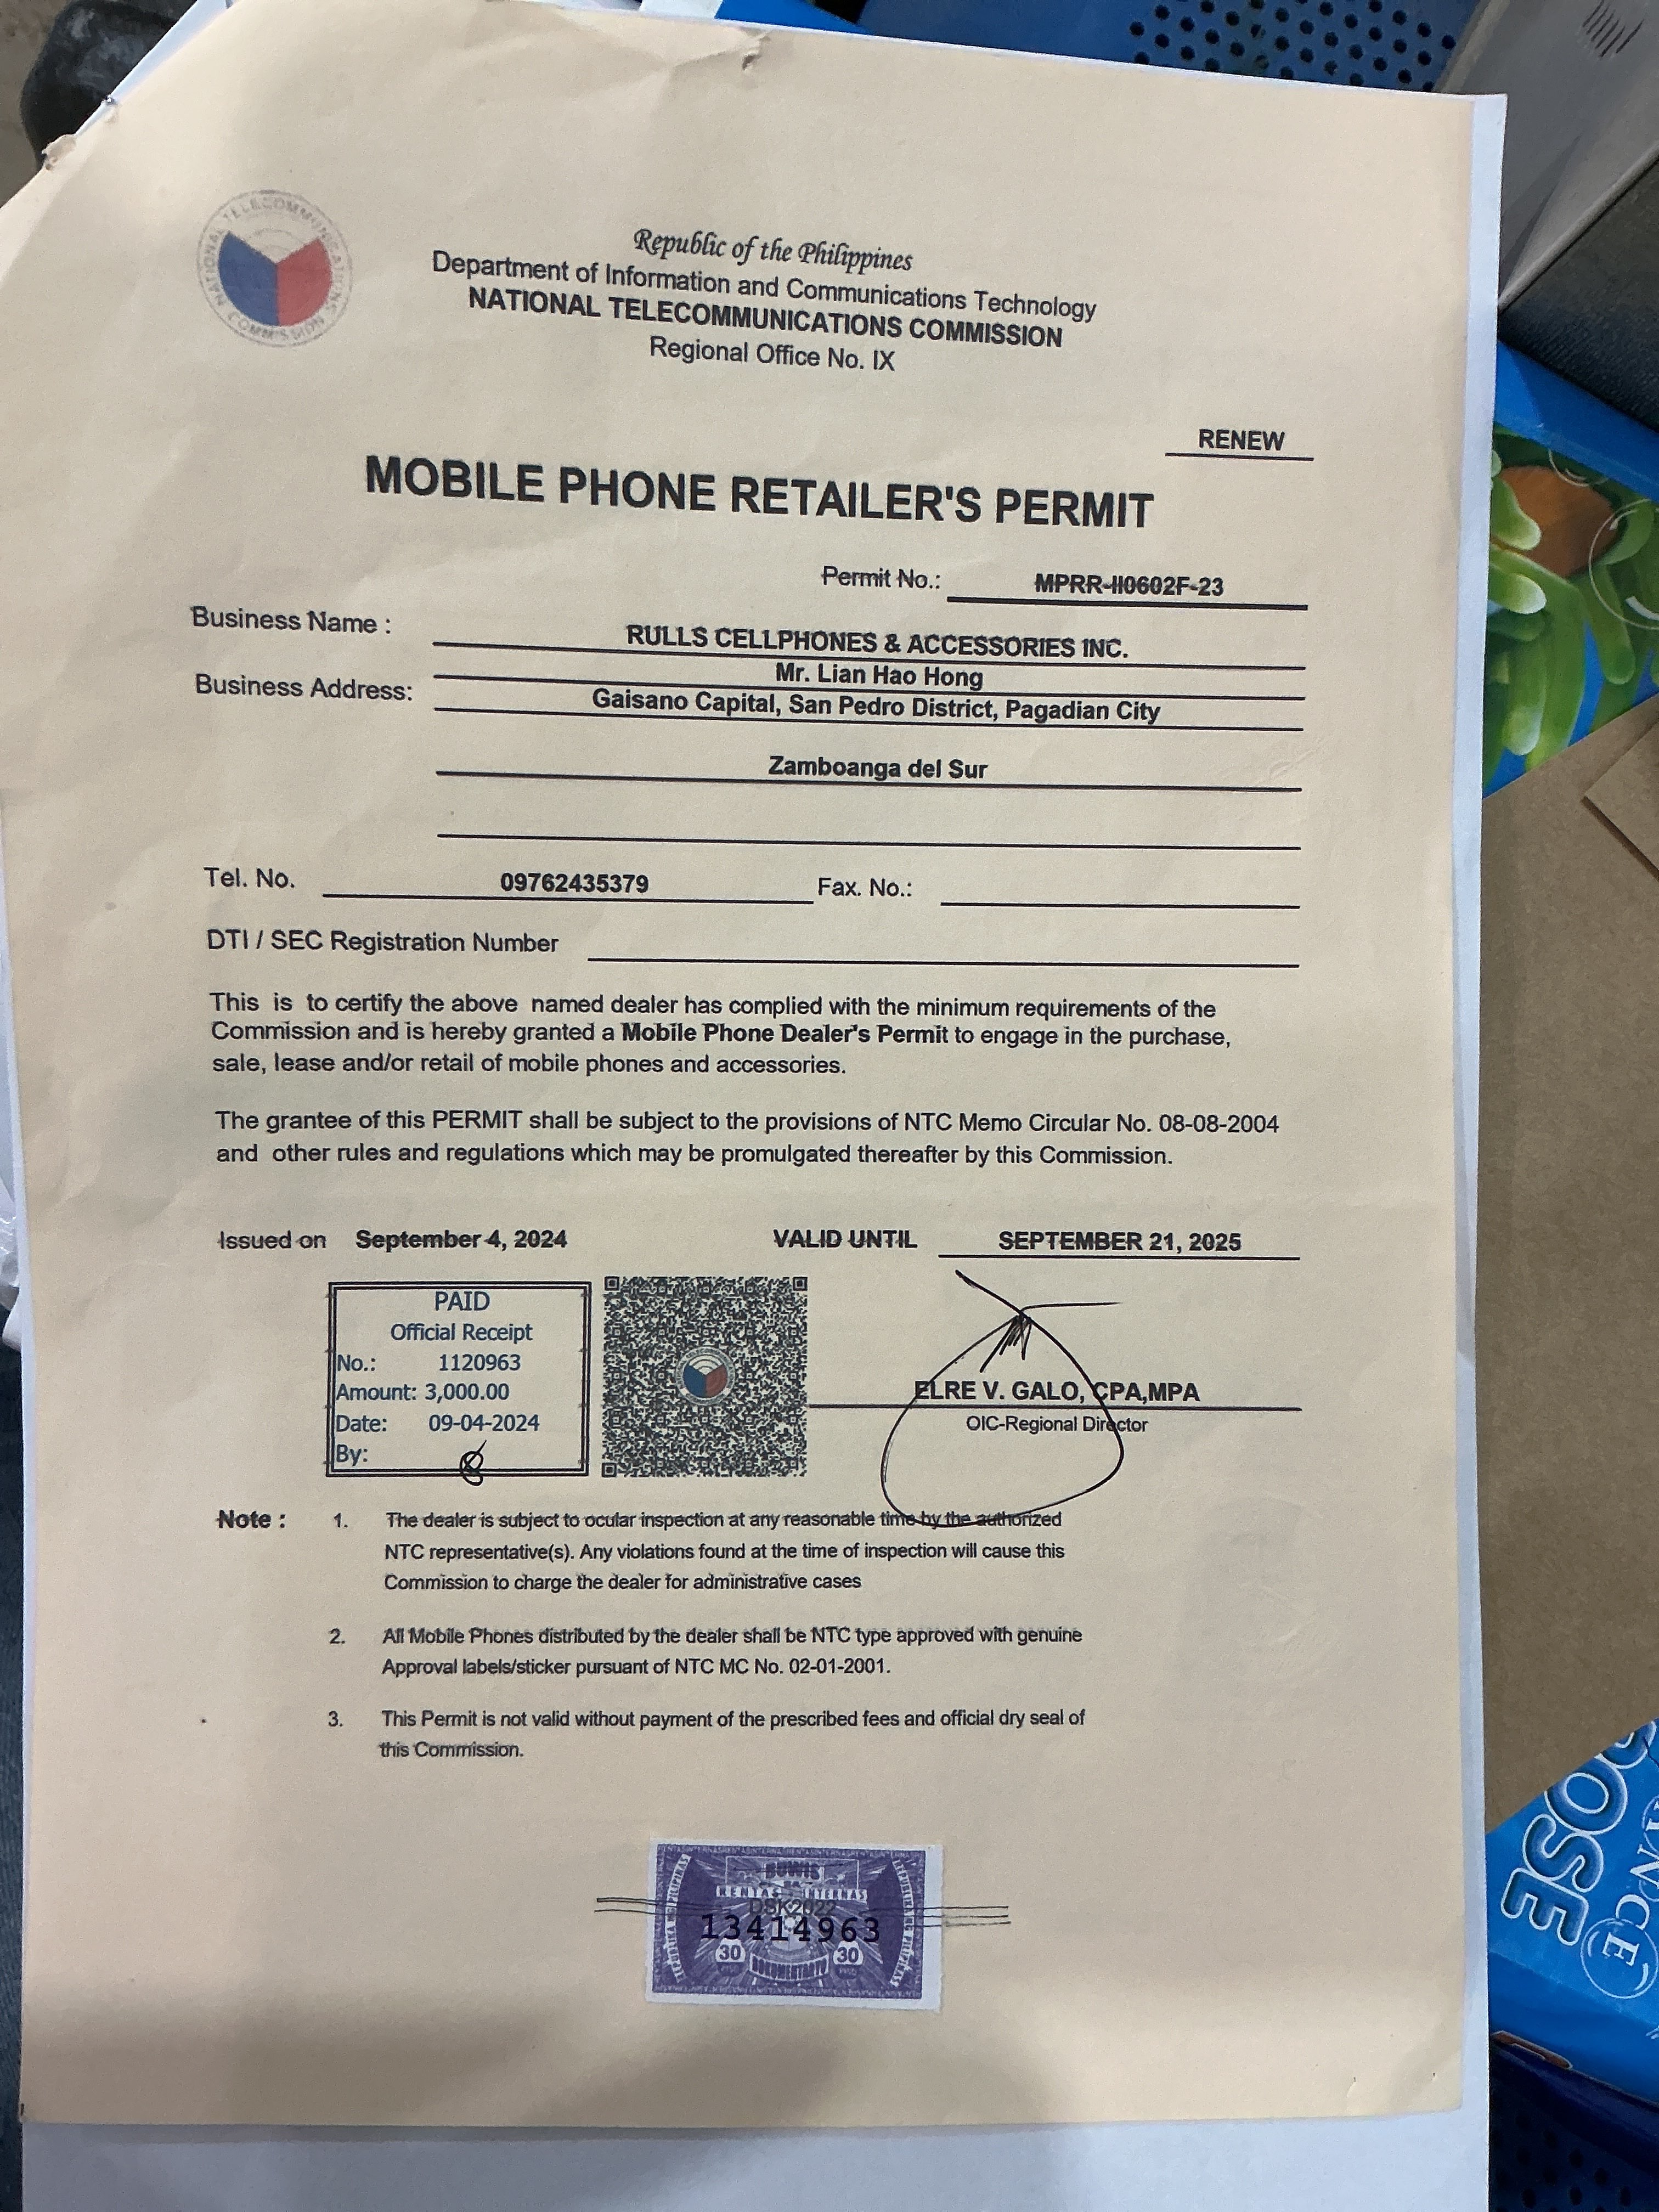 NATIONAL TELECOMMUNICATIONS COMMISSION
Republic of the Philippines
Department of Information and Communications Technology
NATIONAL TELECOMMUNICATIONS COMMISSION
Regional Office No. IX
RENEW
MOBILE PHONE RETAILER'S PERMIT
Permit No.: MPRR-II0602F-23
Business Name : RULLS CELLPHONES & ACCESSORIES INC.
Mr. Lian Hao Hong
Business Address: Gaisano Capital, San Pedro District, Pagadian City
Zamboanga del Sur
Tel. No. 09762435379 Fax. No.:
DTI / SEC Registration Number
This is to certify the above named dealer has complied with the minimum requirements of the
Commission and is hereby granted a Mobile Phone Dealer's Permit to engage in the purchase,
sale, lease and/or retail of mobile phones and accessories.
The grantee of this PERMIT shall be subject to the provisions of NTC Memo Circular No. 08-08-2004
and other rules and regulations which may be promulgated thereafter by this Commission.
Issued on September 4, 2024 VALID UNTIL SEPTEMBER 21, 2025
PAID
Official Receipt
No.: 1120963
Amount: 3,000.00
Date: 09-04-2024
By:
ELRE V. GALO, CPA,MPA
OIC-Regional Director
Note : 1. The dealer is subject to ocular inspection at any reasonable time by the authorized
NTC representative(s). Any violations found at the time of inspection will cause this
Commission to charge the dealer for administrative cases
2. All Mobile Phones distributed by the dealer shall be NTC type approved with genuine
Approval labels/sticker pursuant of NTC MC No. 02-01-2001.
3. This Permit is not valid without payment of the prescribed fees and official dry seal of
this Commission.
BUWIS
SA
RENTAS INTERNAS
DSK2022
13414963
30 30
DOKUMENTARYO
REPUBLIKA NG PILIPINAS
OSE